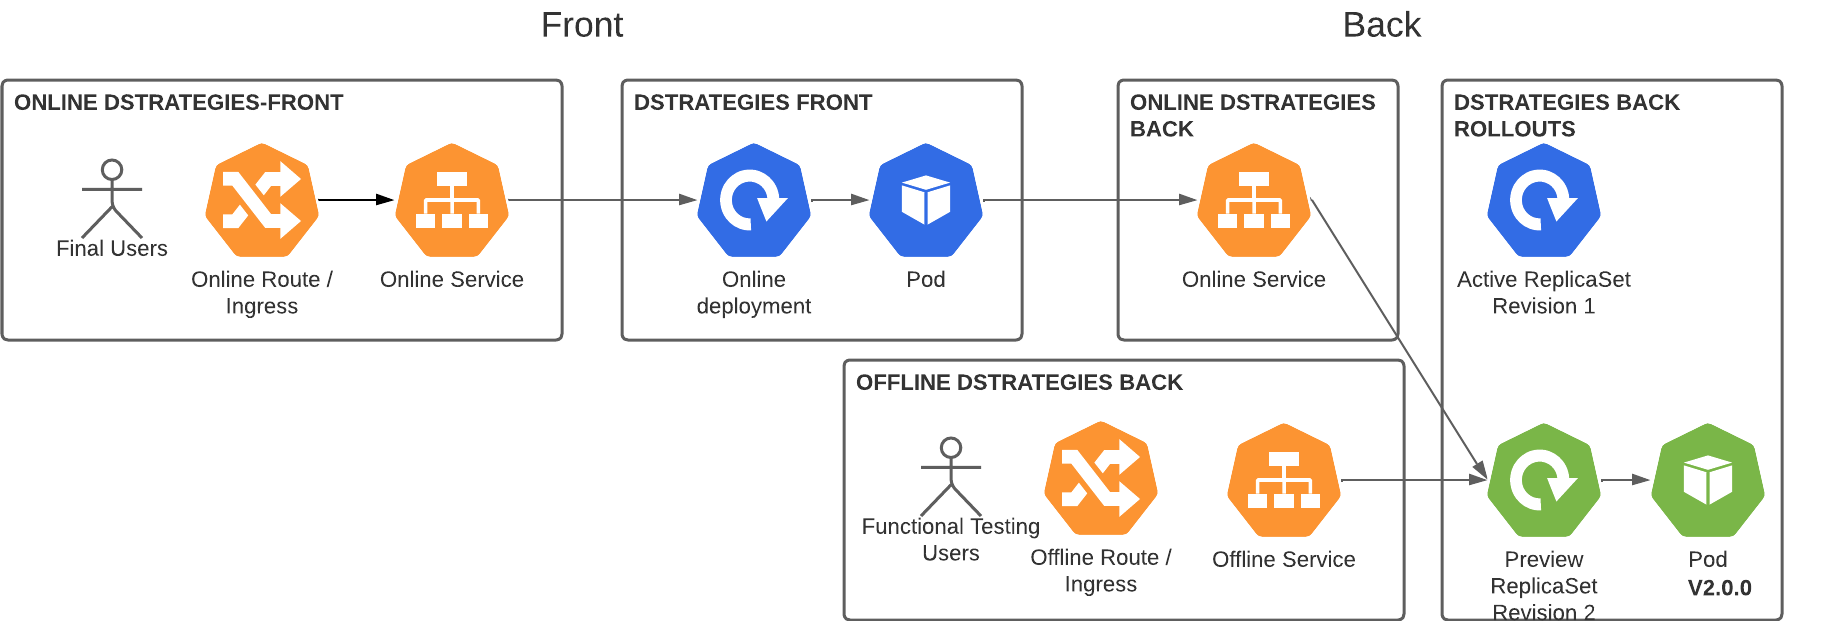 Front
Back
ONLINE DSTRATEGIES-FRONT
Final Users
Online Route /
Ingress
Online Service
DSTRATEGIES FRONT
Online
deployment
Pod
ONLINE DSTRATEGIES
BACK
Online Service
DSTRATEGIES BACK
ROLLOUTS
Active ReplicaSet
Revision 1
OFFLINE DSTRATEGIES BACK
Functional Testing
Users
Offline Route /
Ingress
Offline Service
Preview
ReplicaSet
Revision 2
Pod
V2.0.0